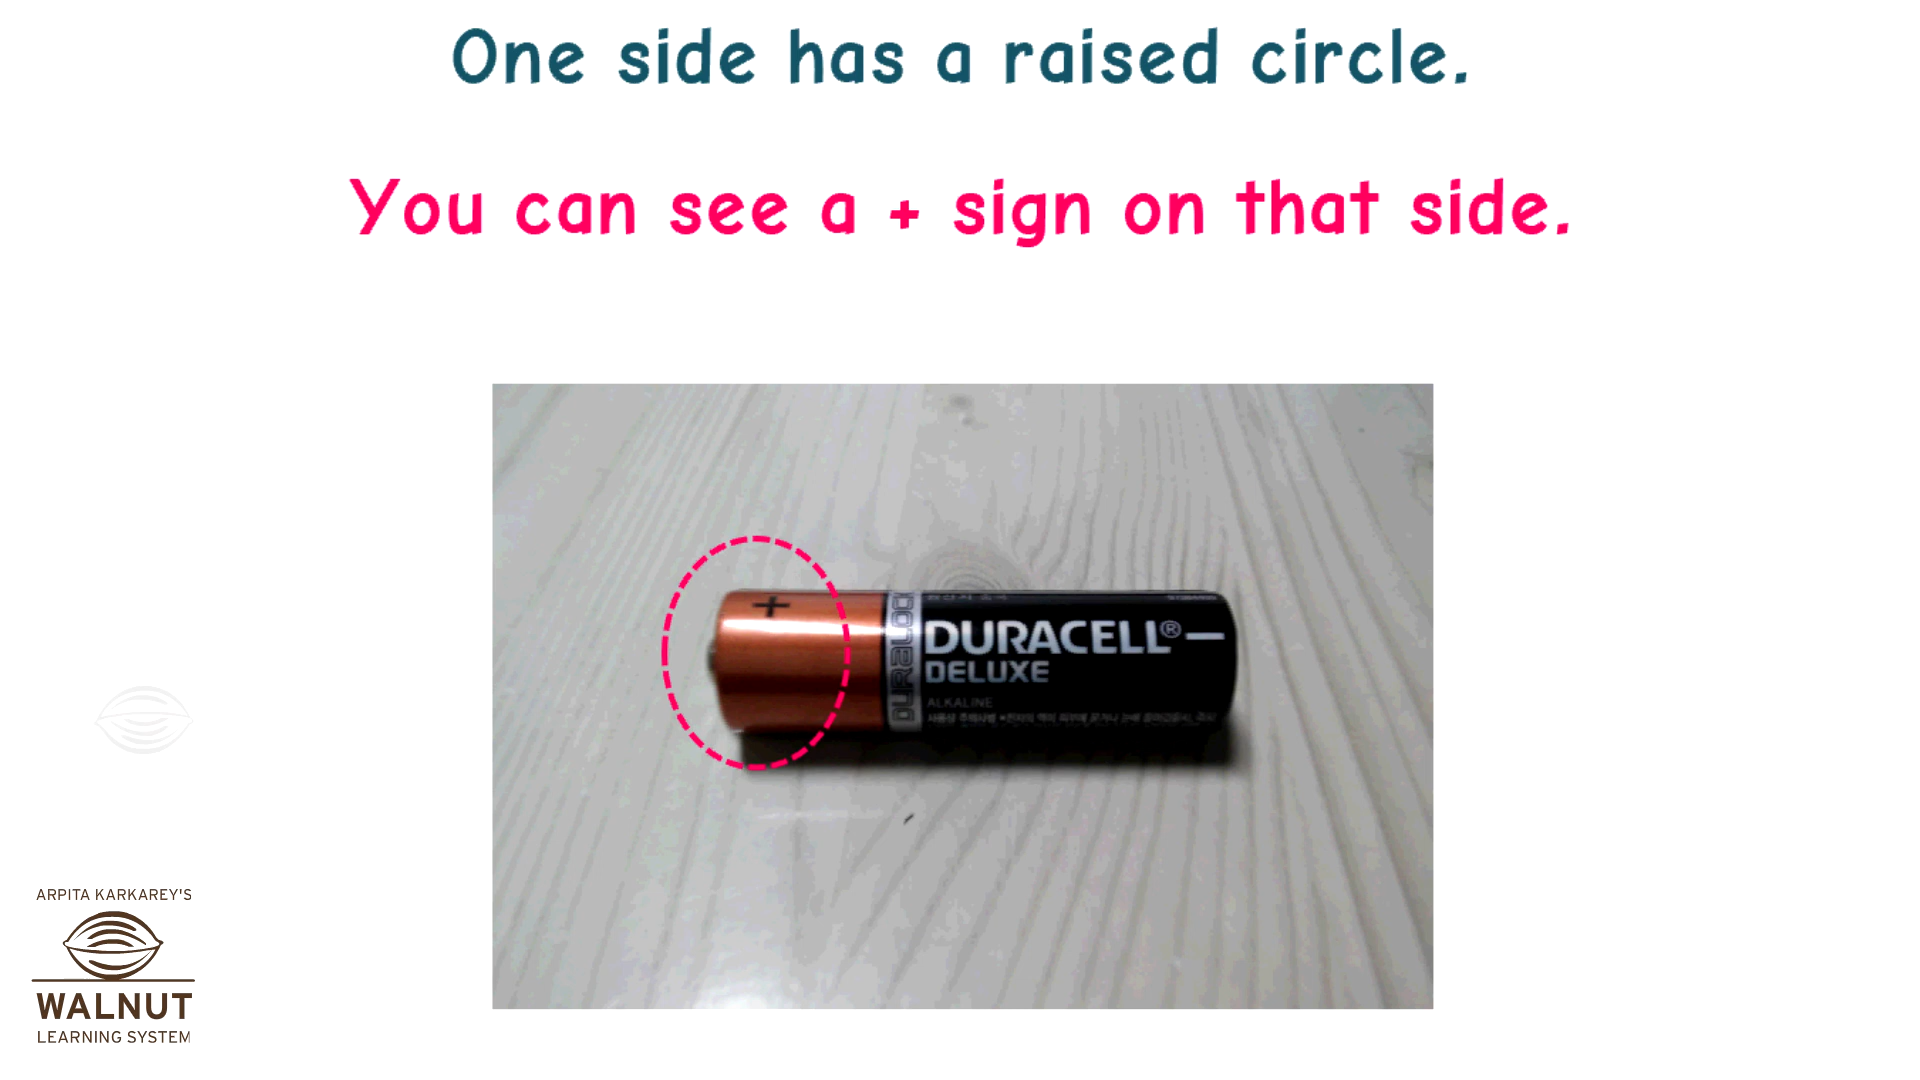 One side has a raised circle.
You can see a + sign on that side.
+
DURALOCK
DURACELL® —
DELUXE
ALKALINE
ARPITA KARKAREY'S
WALNUT
LEARNING SYSTEM